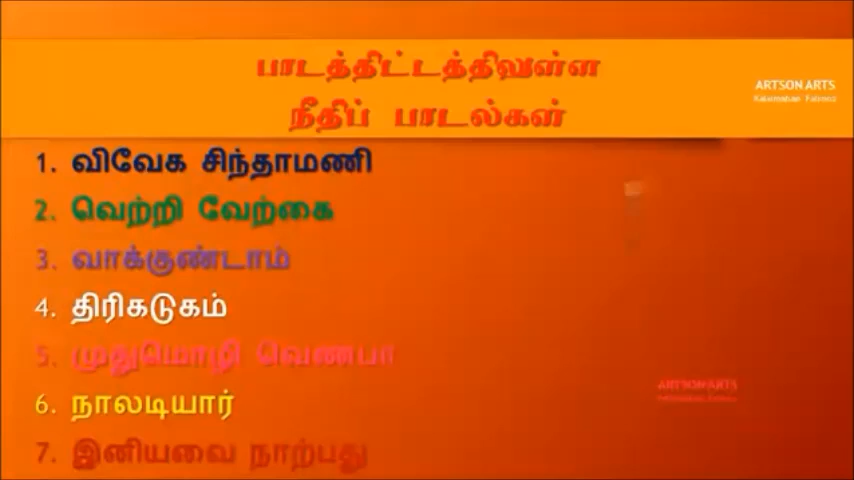 பாடத்திட்டத்திலுள்ள
நீதிப் பாடல்கள்
ARTSON ARTS
1. விவேக சிந்தாமணி
2. வெற்றி வேற்கை
3. வாக்குண்டாம்
4. திரிகடுகம்
5. முதுமொழி வெண்பா
ARTSON ARTS
6. நாலடியார்
7. இனியவை நாற்பது